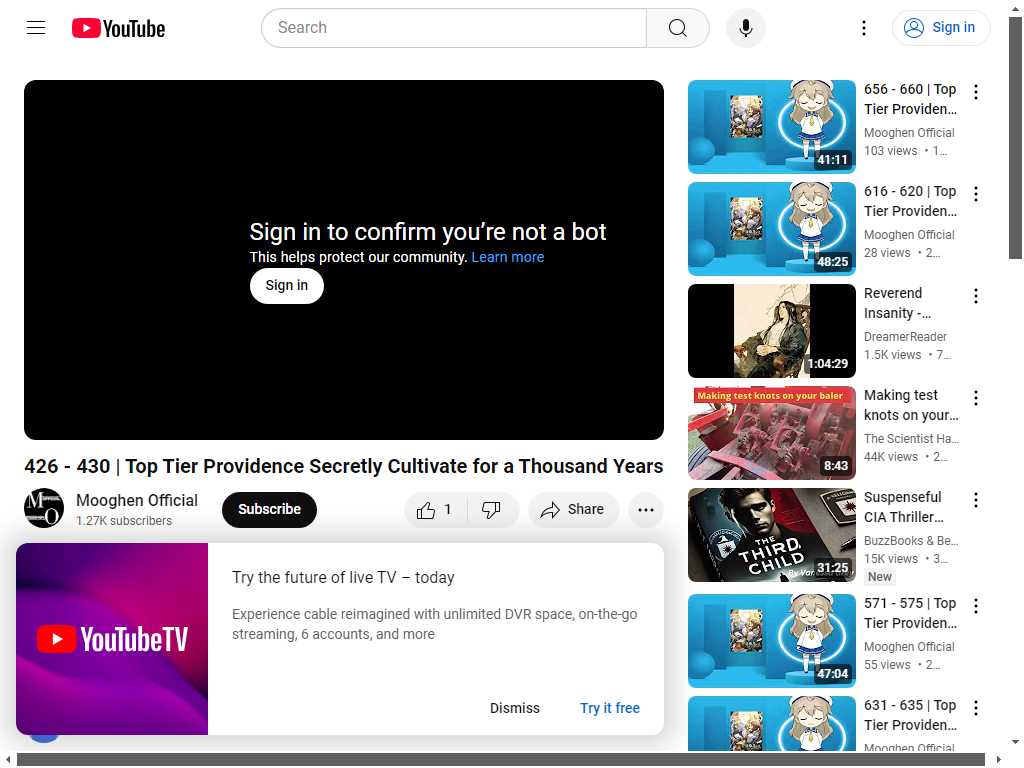 YouTube
Search
Sign in
Sign in to confirm you're not a bot
This helps protect our community. Learn more
Sign in
426 - 430 | Top Tier Providence Secretly Cultivate for a Thousand Years
Mooghen Official
1.27K subscribers
Subscribe
1
Share
YouTubeTV
Try the future of live TV – today
Experience cable reimagined with unlimited DVR space, on-the-go
streaming, 6 accounts, and more
Dismiss
Try it free
41:11
656 - 660 | Top
Tier Providen...
Mooghen Official
103 views • 1...
48:25
616 - 620 | Top
Tier Providen...
Mooghen Official
28 views • 2...
1:04:29
Reverend
Insanity -...
DreamerReader
1.5K views • 7...
Making test knots on your baler
8:43
Making test
knots on your...
The Scientist Ha...
44K views • 2...
THE
THIRD
CHILD
31:25
Suspenseful
CIA Thriller...
BuzzBooks & Be...
15K views • 3...
New
47:04
571 - 575 | Top
Tier Providen...
Mooghen Official
55 views • 2...
631 - 635 | Top
Tier Providen...
Mooghen Official